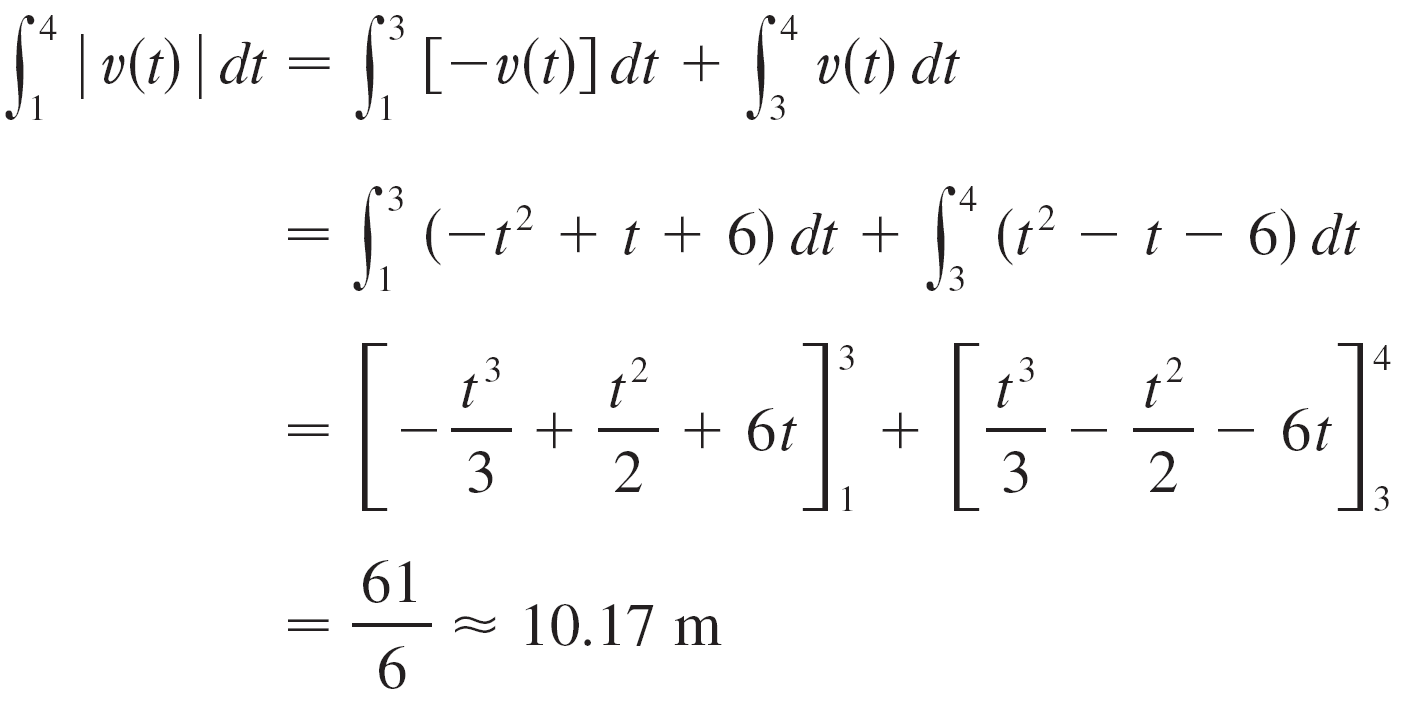 ∫₁⁴ |v(t)| dt = ∫₁³ [−v(t)] dt + ∫₃⁴ v(t) dt
= ∫₁³ (−t² + t + 6) dt + ∫₃⁴ (t² − t − 6) dt
= [−t³/3 + t²/2 + 6t]₁³ + [t³/3 − t²/2 − 6t]₃⁴
= 61/6 ≈ 10.17 m